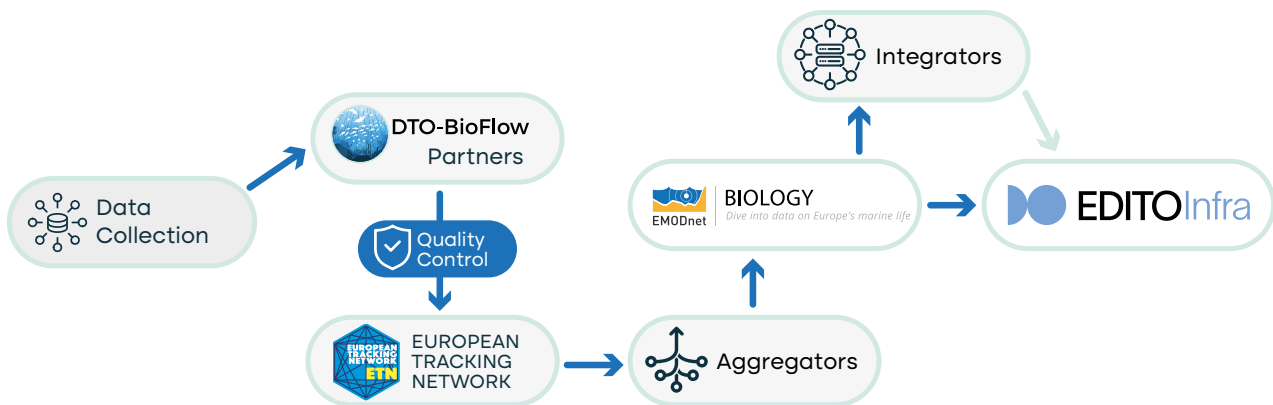 Data
Collection
DTO-BioFlow
Partners
Quality
Control
EUROPEAN
TRACKING
NETWORK
ETN
EUROPEAN
TRACKING
NETWORK
Aggregators
EMODnet
BIOLOGY
Dive into data on Europe's marine life
Integrators
EDITOInfra